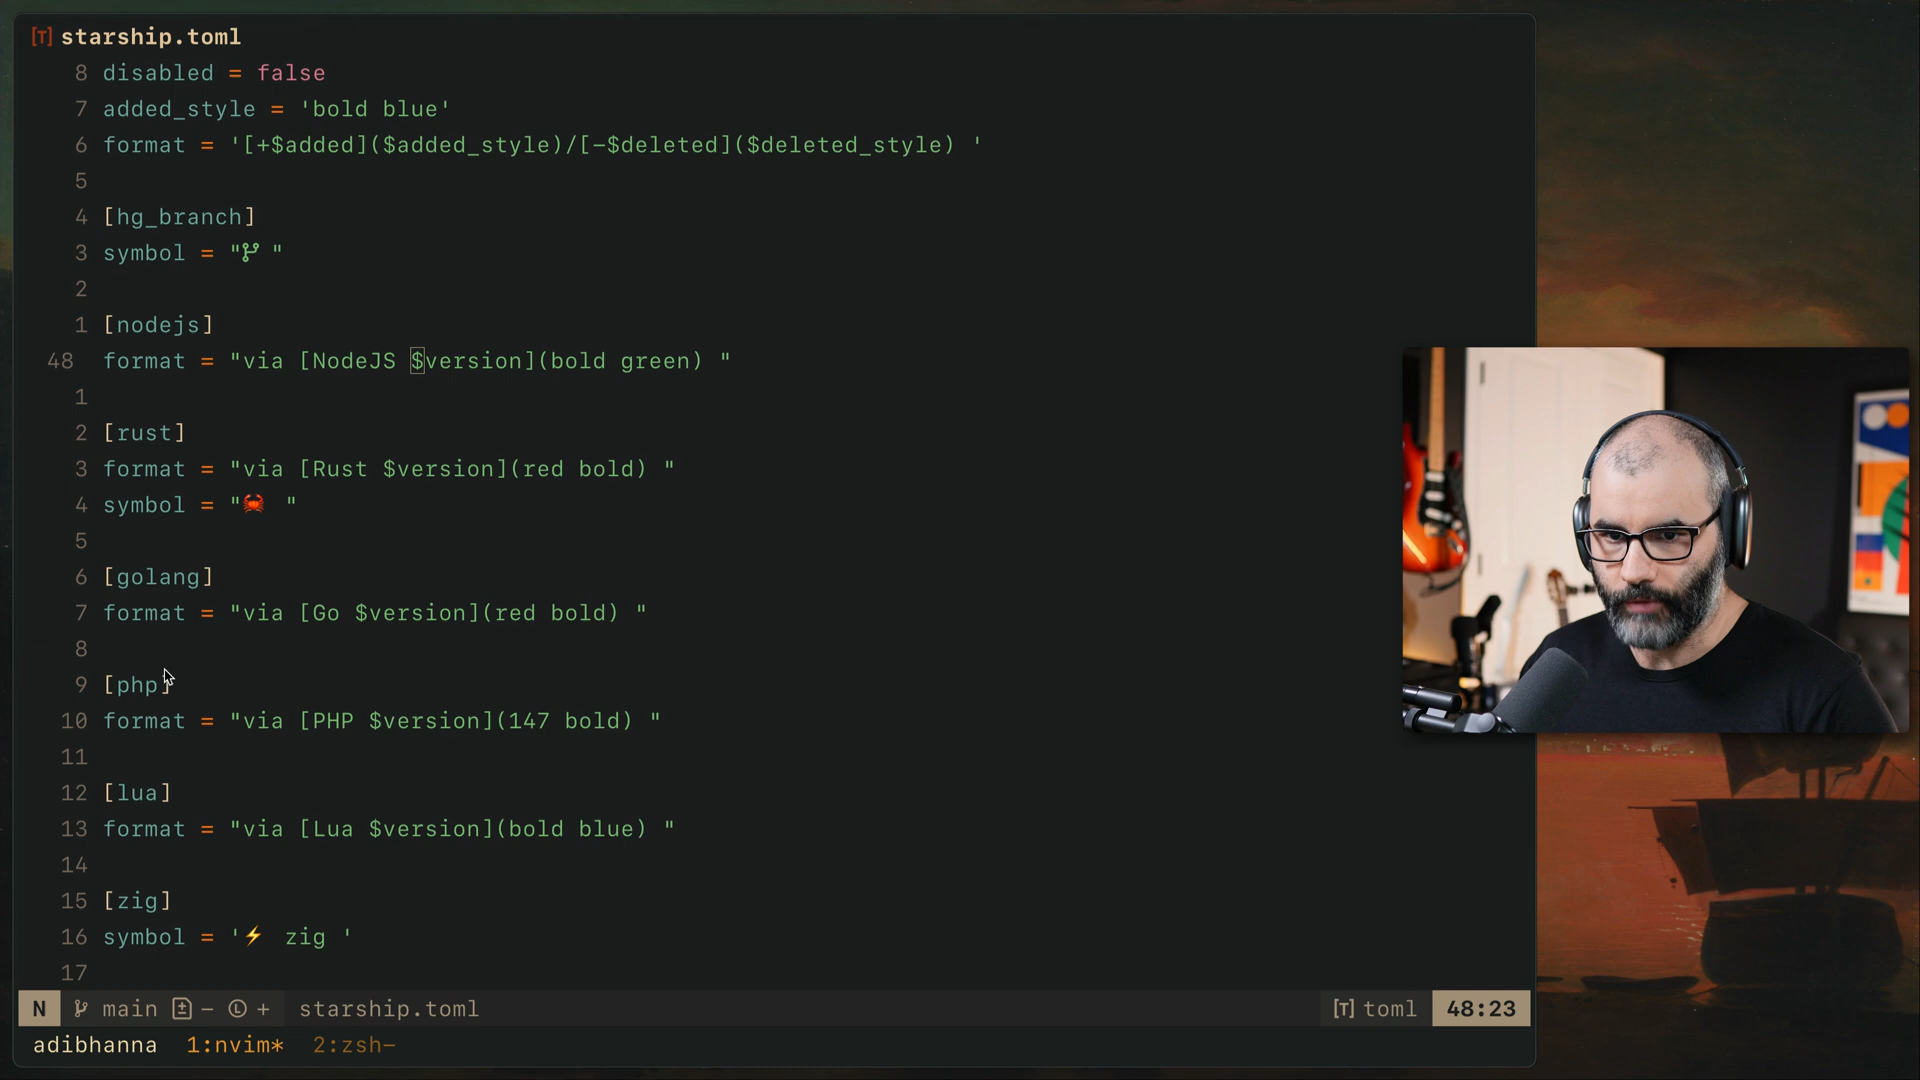 [T] starship.toml
8 disabled = false
7 added_style = 'bold blue'
6 format = '[+$added]($added_style)/[-$deleted]($deleted_style) '
5
4 [hg_branch]
3 symbol = " "
2
1 [nodejs]
48 format = "via [NodeJS $version](bold green) "
1
2 [rust]
3 format = "via [Rust $version](red bold) "
4 symbol = "🦀 "
5
6 [golang]
7 format = "via [Go $version](red bold) "
8
9 [php]
10 format = "via [PHP $version](147 bold) "
11
12 [lua]
13 format = "via [Lua $version](bold blue) "
14
15 [zig]
16 symbol = '⚡ zig '
17
N main - L + starship.toml [T] toml 48:23
adibhanna 1:nvim* 2:zsh-